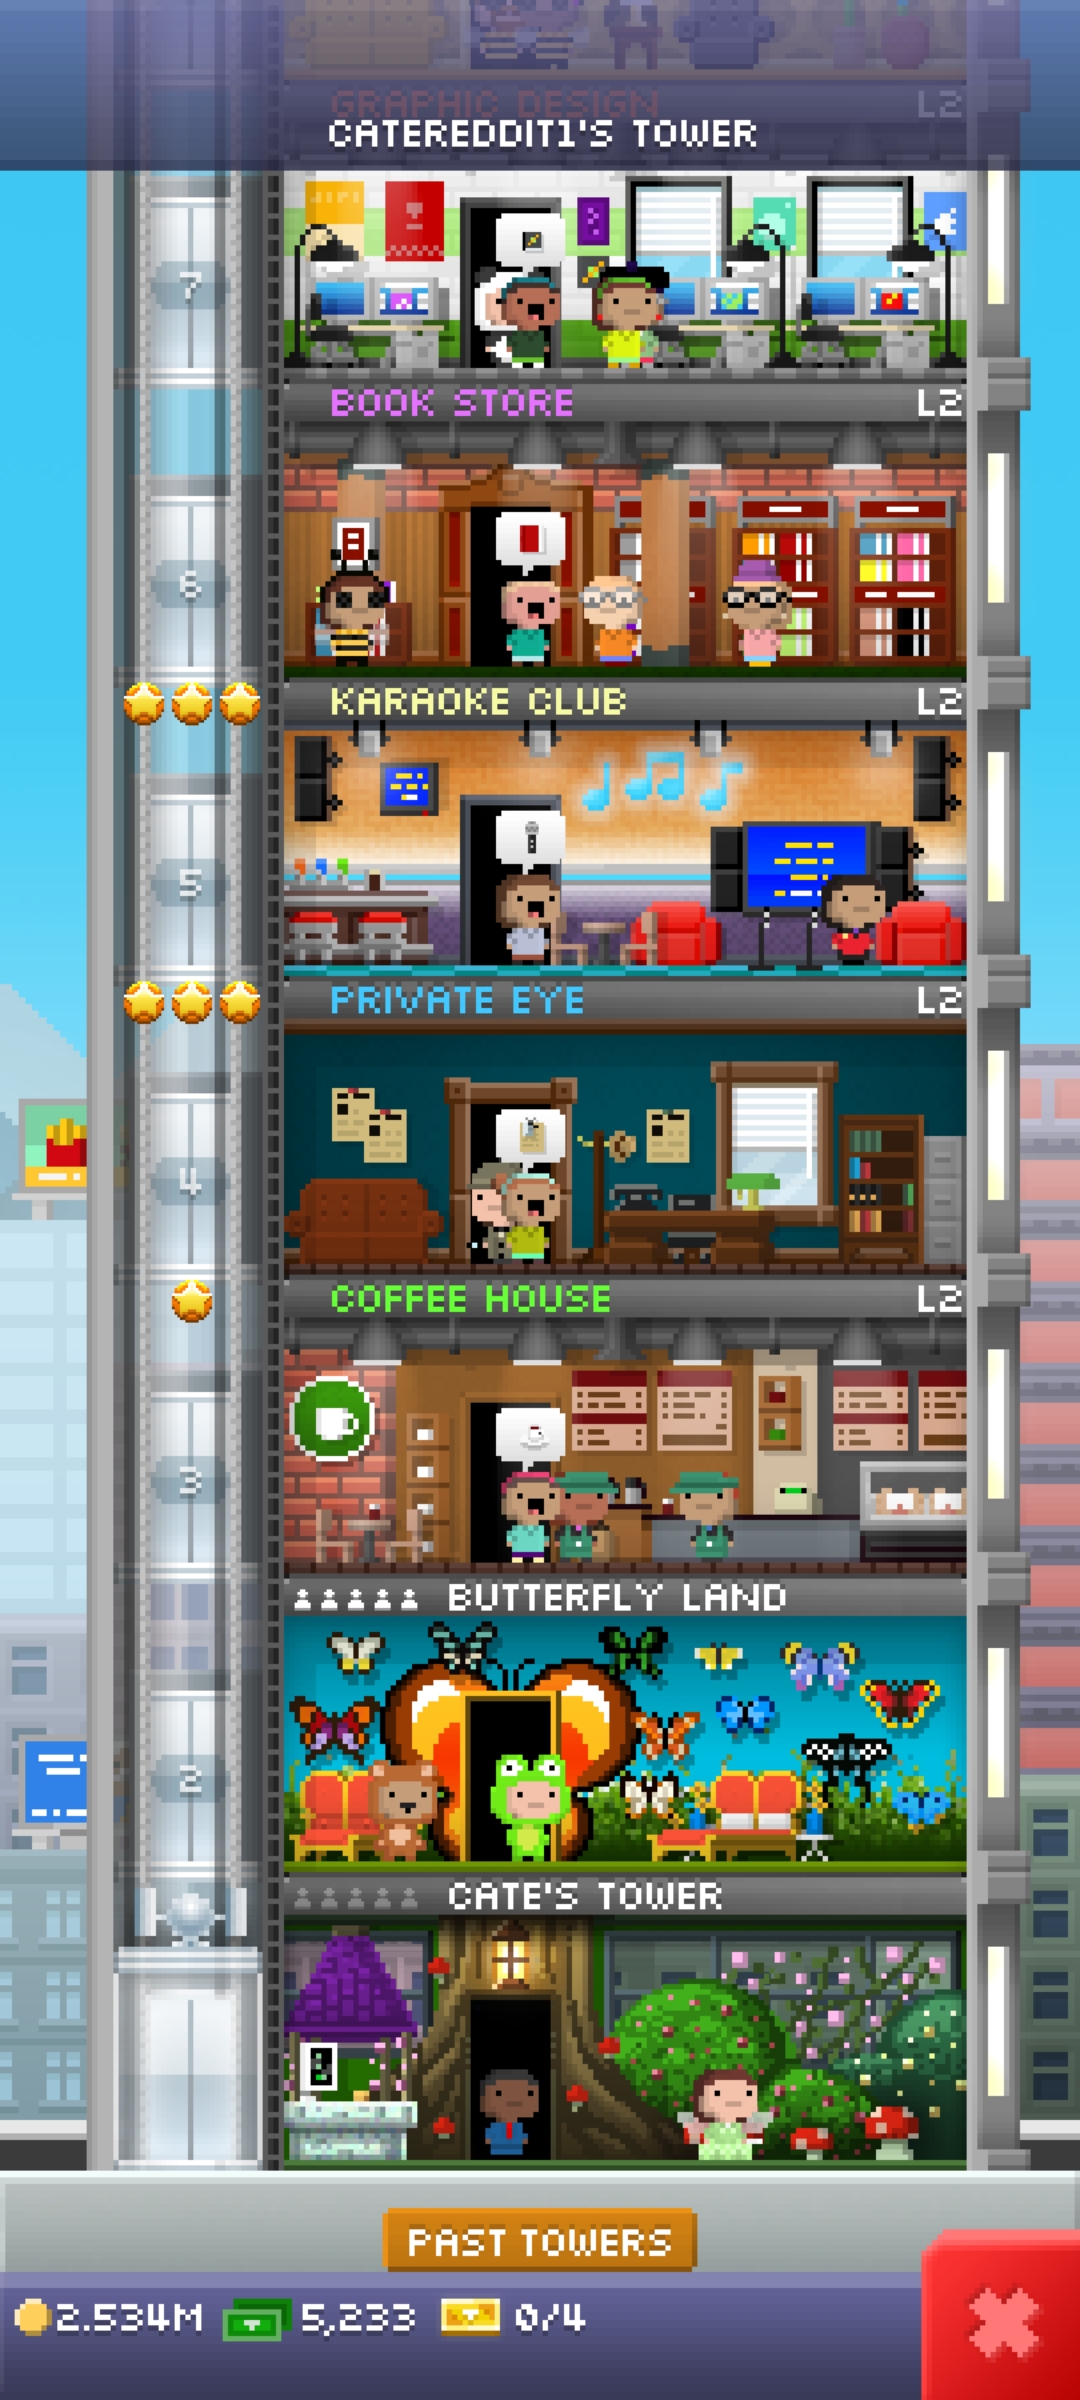 GRAPHIC DESIGN L2
CATEREDDIT1'S TOWER
7
BOOK STORE L2
6
KARAOKE CLUB L2
5
PRIVATE EYE L2
4
COFFEE HOUSE L2
3
BUTTERFLY LAND
2
CATE'S TOWER
PAST TOWERS
2.534M 5,233 0/4